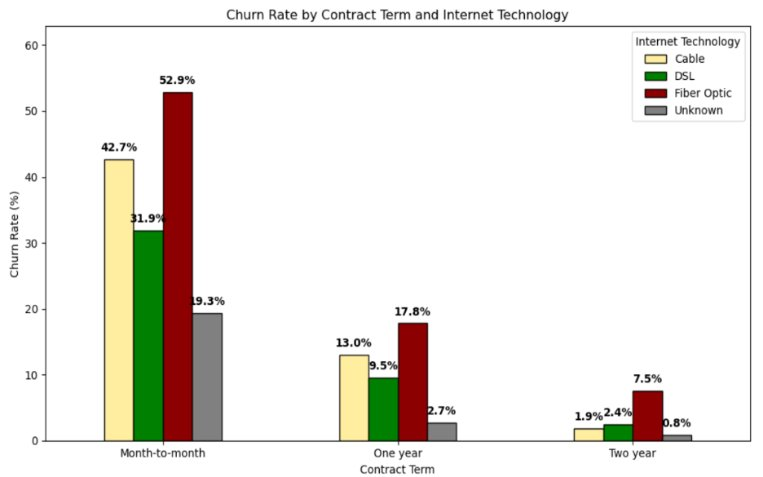 Churn Rate by Contract Term and Internet Technology
60
50
40
30
20
10
0
Churn Rate (%)
Internet Technology
Cable
DSL
Fiber Optic
Unknown
42.7%
31.9%
52.9%
19.3%
13.0%
9.5%
17.8%
2.7%
1.9%
2.4%
7.5%
0.8%
Month-to-month
One year
Two year
Contract Term